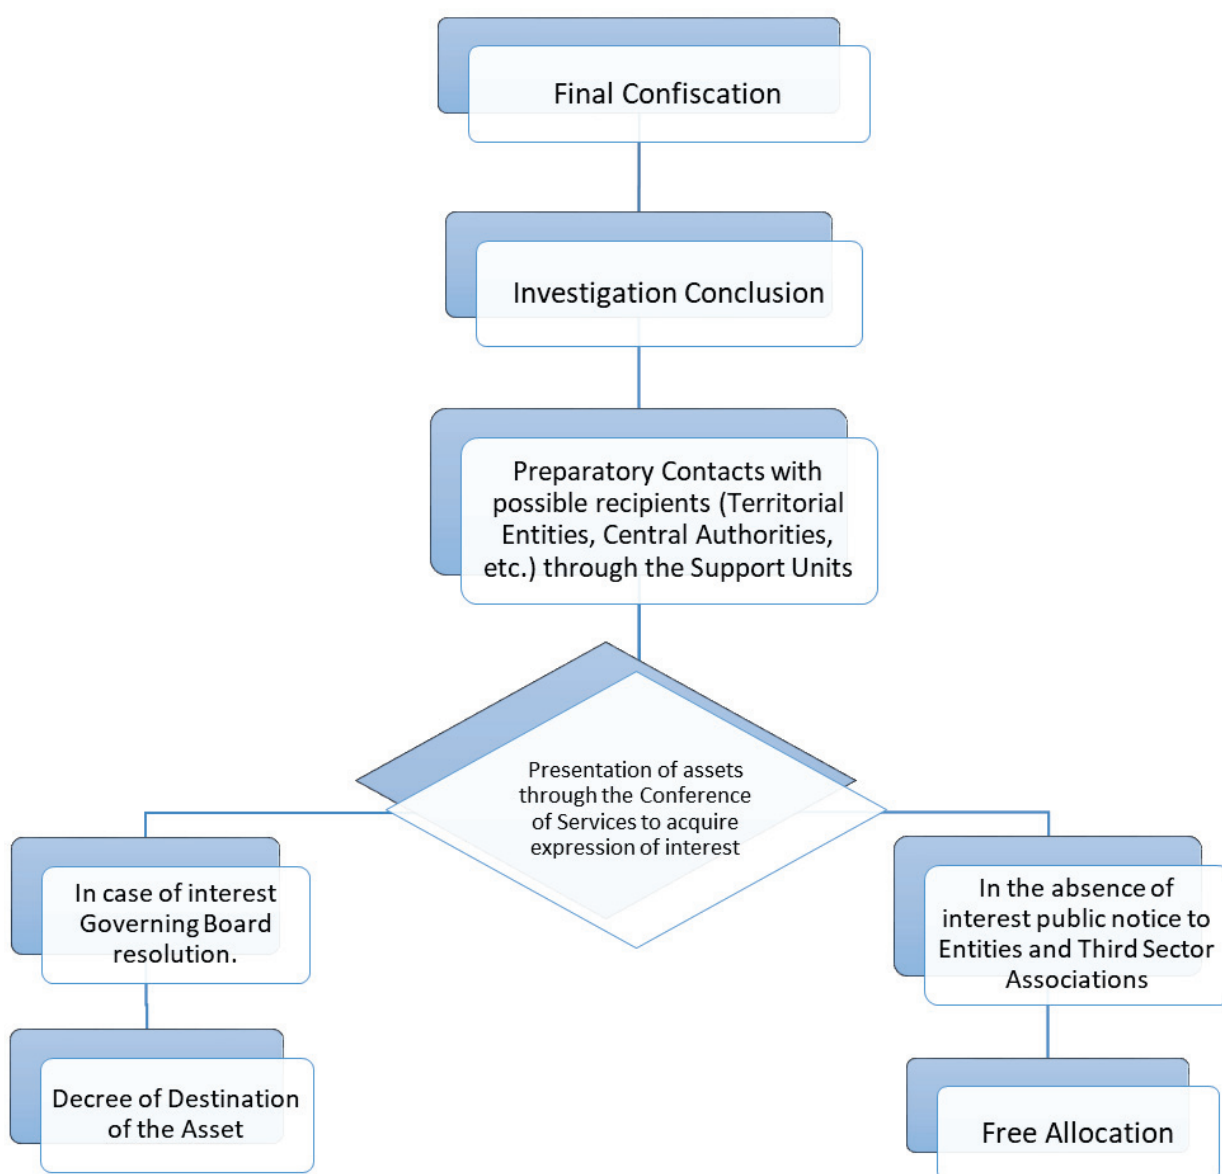 Final Confiscation
Investigation Conclusion
Preparatory Contacts with
possible recipients (Territorial
Entities, Central Authorities,
etc.) through the Support Units
Presentation of assets
through the Conference
of Services to acquire
expression of interest
In case of interest
Governing Board
resolution.
In the absence of
interest public notice to
Entities and Third Sector
Associations
Decree of Destination
of the Asset
Free Allocation